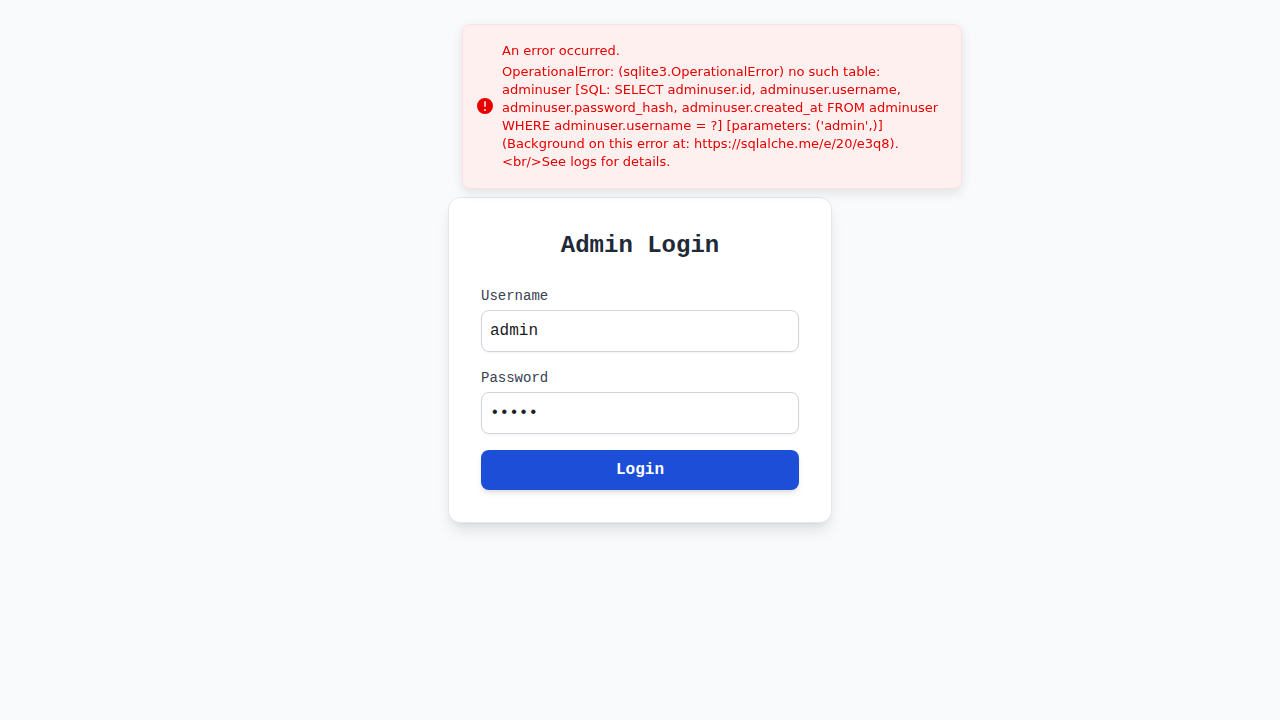 An error occurred.
OperationalError: (sqlite3.OperationalError) no such table:
adminuser [SQL: SELECT adminuser.id, adminuser.username,
adminuser.password_hash, adminuser.created_at FROM adminuser
WHERE adminuser.username = ?] [parameters: ('admin',)]
(Background on this error at: https://sqlalche.me/e/20/e3q8).
<br/>See logs for details.
Admin Login
Username
admin
Password
•••••
Login